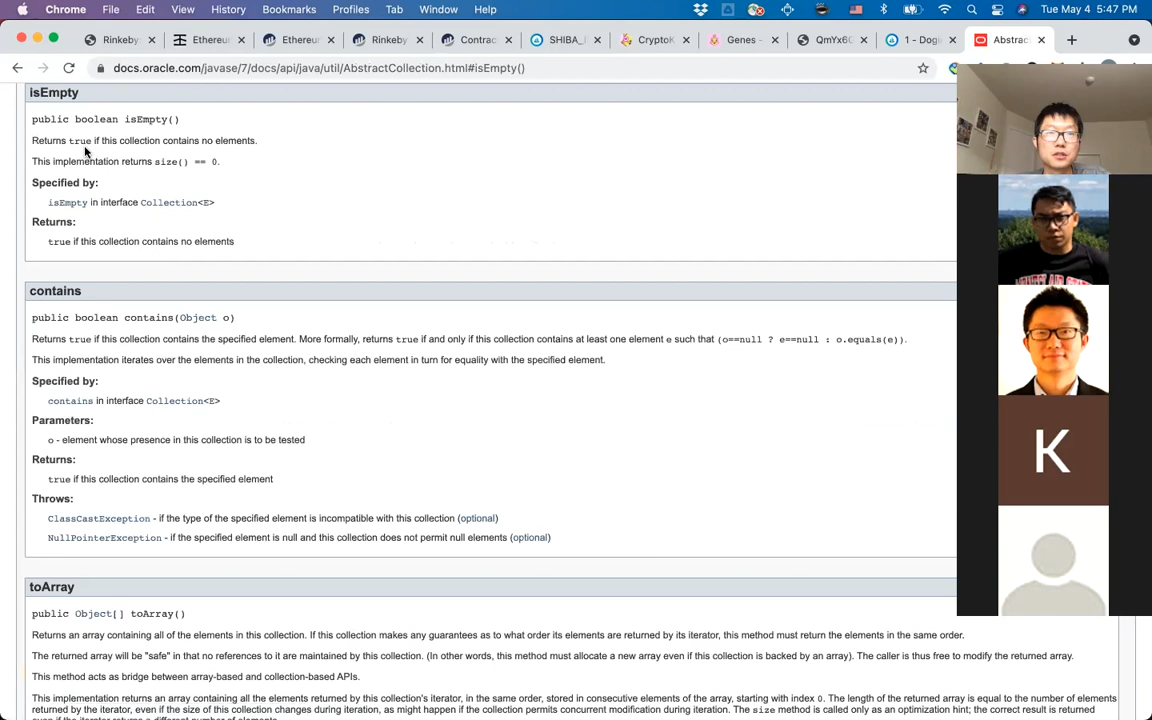 Chrome File Edit View History Bookmarks Profiles Tab Window Help Tue May 4 5:47 PM
Rinkeby Ethereur Ethereur Rinkeby Contrac SHIBA_ CryptoK Genes - QmYx6C 1 - Dogi Abstrac
docs.oracle.com/javase/7/docs/api/java/util/AbstractCollection.html#isEmpty()
isEmpty
public boolean isEmpty()
Returns true if this collection contains no elements.
This implementation returns size() == 0.
Specified by:
isEmpty in interface Collection<E>
Returns:
true if this collection contains no elements
contains
public boolean contains(Object o)
Returns true if this collection contains the specified element. More formally, returns true if and only if this collection contains at least one element e such that (o==null ? e==null : o.equals(e)).
This implementation iterates over the elements in the collection, checking each element in turn for equality with the specified element.
Specified by:
contains in interface Collection<E>
Parameters:
o - element whose presence in this collection is to be tested
Returns:
true if this collection contains the specified element
Throws:
ClassCastException - if the type of the specified element is incompatible with this collection (optional)
NullPointerException - if the specified element is null and this collection does not permit null elements (optional)
K
toArray
public Object[] toArray()
Returns an array containing all of the elements in this collection. If this collection makes any guarantees as to what order its elements are returned by its iterator, this method must return the elements in the same order.
The returned array will be "safe" in that no references to it are maintained by this collection. (In other words, this method must allocate a new array even if this collection is backed by an array). The caller is thus free to modify the returned array.
This method acts as bridge between array-based and collection-based APIs.
This implementation returns an array containing all the elements returned by this collection's iterator, in the same order, stored in consecutive elements of the array, starting with index 0. The length of the returned array is equal to the number of elements
returned by the iterator, even if the size of this collection changes during iteration, as might happen if the collection permits concurrent modification during iteration. The size method is called only as an optimization hint; the correct result is returned
even if the iterator returns a different number of elements.